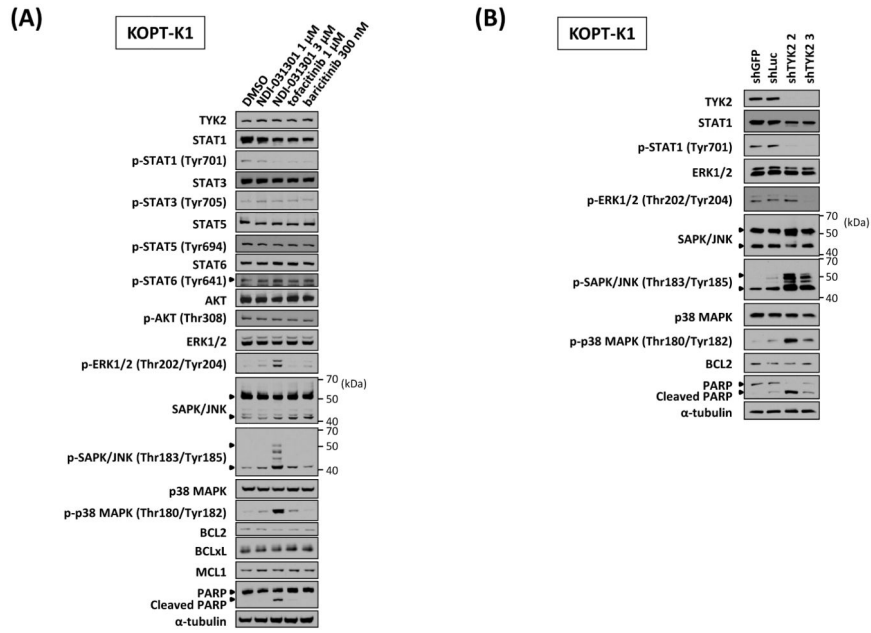 (A)
KOPT-K1
DMSO
NDI-031301 1 μM
NDI-031301 3 μM
tofacitinib 1 μM
baricitinib 300 nM
TYK2
STAT1
p-STAT1 (Tyr701)
STAT3
p-STAT3 (Tyr705)
STAT5
p-STAT5 (Tyr694)
STAT6
p-STAT6 (Tyr641)
AKT
p-AKT (Thr308)
ERK1/2
p-ERK1/2 (Thr202/Tyr204)
70 (kDa)
50
SAPK/JNK
40
70
50
p-SAPK/JNK (Thr183/Tyr185)
40
p38 MAPK
p-p38 MAPK (Thr180/Tyr182)
BCL2
BCLxL
MCL1
PARP
Cleaved PARP
α-tubulin
(B)
KOPT-K1
shGFP
shLuc
shTYK2 2
shTYK2 3
TYK2
STAT1
p-STAT1 (Tyr701)
ERK1/2
p-ERK1/2 (Thr202/Tyr204)
70 (kDa)
SAPK/JNK 50
40
70
p-SAPK/JNK (Thr183/Tyr185) 50
40
p38 MAPK
p-p38 MAPK (Thr180/Tyr182)
BCL2
PARP
Cleaved PARP
α-tubulin